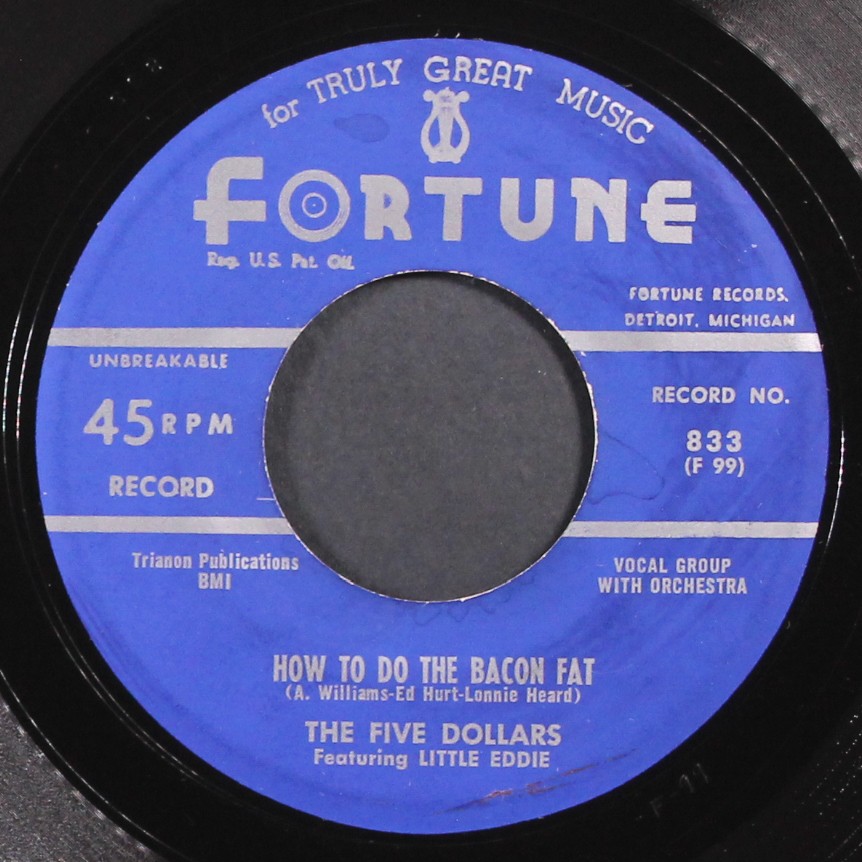 for TRULY GREAT MUSIC
FORTUNE
Reg. U.S. Pat. Off.
FORTUNE RECORDS.
DETROIT, MICHIGAN
UNBREAKABLE
45 RPM
RECORD
RECORD NO.
833
(F 99)
Trianon Publications
BMI
VOCAL GROUP
WITH ORCHESTRA
HOW TO DO THE BACON FAT
(A. Williams-Ed Hurt-Lonnie Heard)
THE FIVE DOLLARS
Featuring LITTLE EDDIE